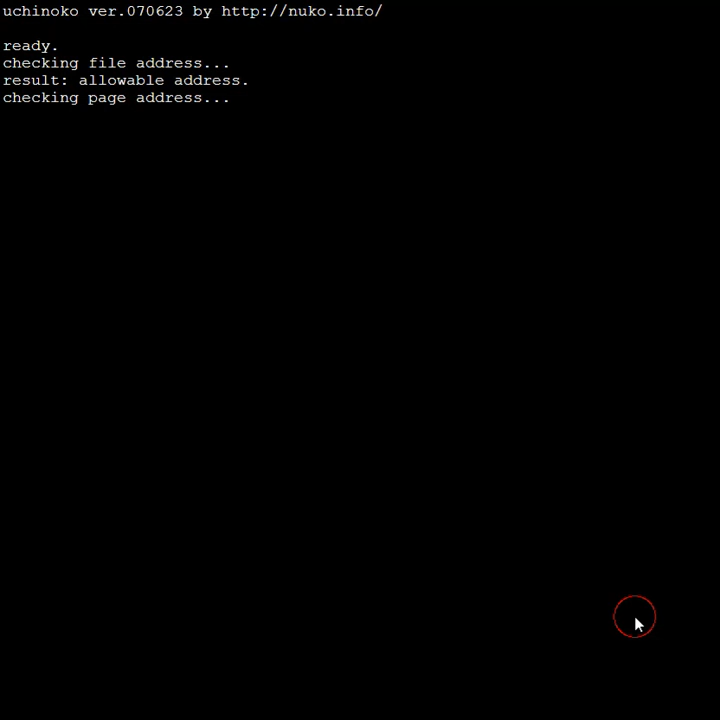 uchinoko ver.070623 by http://nuko.info/
ready.
checking file address...
result: allowable address.
checking page address...